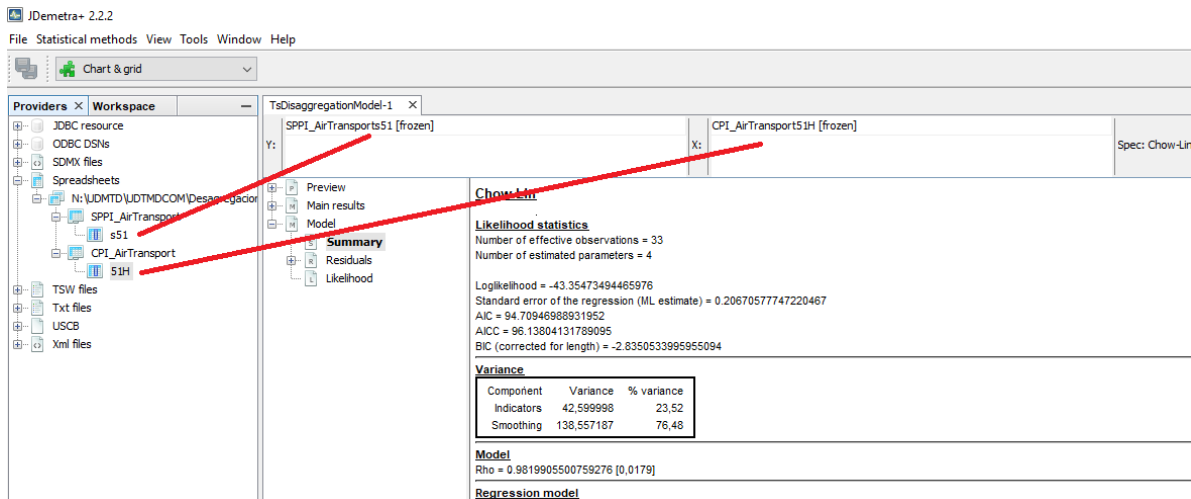 JDemetra+ 2.2.2
File Statistical methods View Tools Window Help
Chart & grid
Providers Workspace
JDBC resource
ODBC DSNs
SDMX files
Spreadsheets
N:\UDMTD\UDTMDCOM\Desagregacior
SPPI_AirTransport
s51
CPI_AirTransport
51H
TSW files
Txt files
USCB
Xml files
TsDisaggregationModel-1
Y: SPPI_AirTransports51 [frozen]
X: CPI_AirTransport51H [frozen]
Spec: Chow-Lin
Preview
Main results
Model
Summary
Residuals
Likelihood
Chow-Lin
Likelihood statistics
Number of effective observations = 33
Number of estimated parameters = 4
Loglikelihood = -43.35473494465976
Standard error of the regression (ML estimate) = 0.20670577747220467
AIC = 94.70946988931952
AICC = 96.13804131789095
BIC (corrected for length) = -2.8350533995955094
Variance
Component Variance % variance
Indicators 42,599998 23,52
Smoothing 138,557187 76,48
Model
Rho = 0.9819905500759276 [0,0179]
Regression model